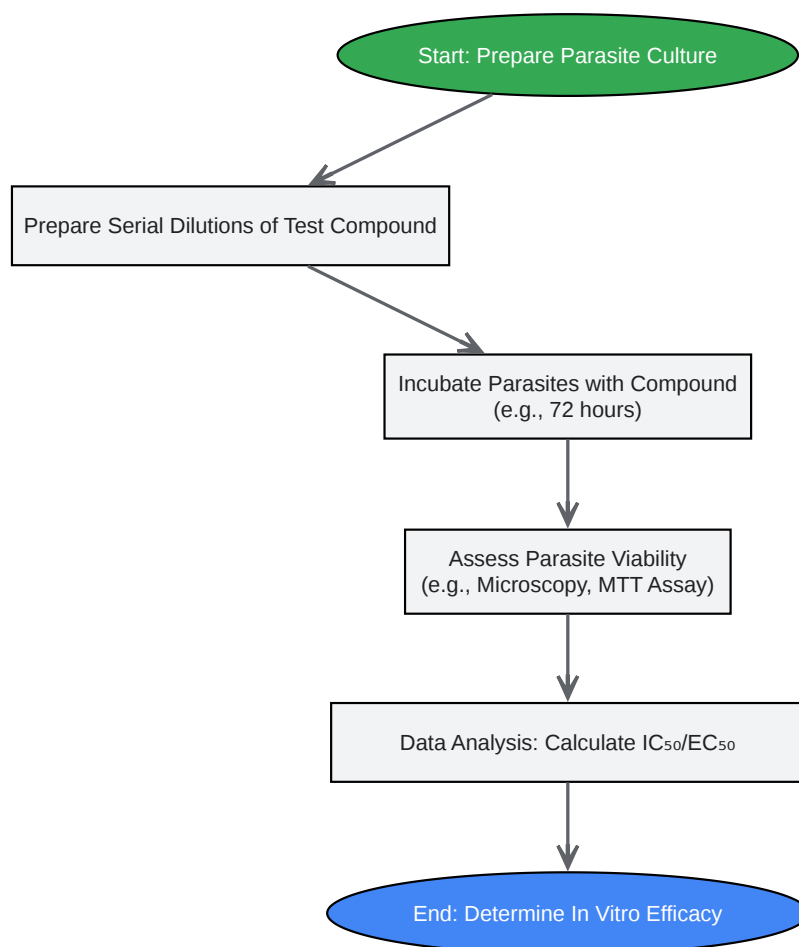 Start: Prepare Parasite Culture
Prepare Serial Dilutions of Test Compound
Incubate Parasites with Compound
(e.g., 72 hours)
Assess Parasite Viability
(e.g., Microscopy, MTT Assay)
Data Analysis: Calculate IC₅₀/EC₅₀
End: Determine In Vitro Efficacy